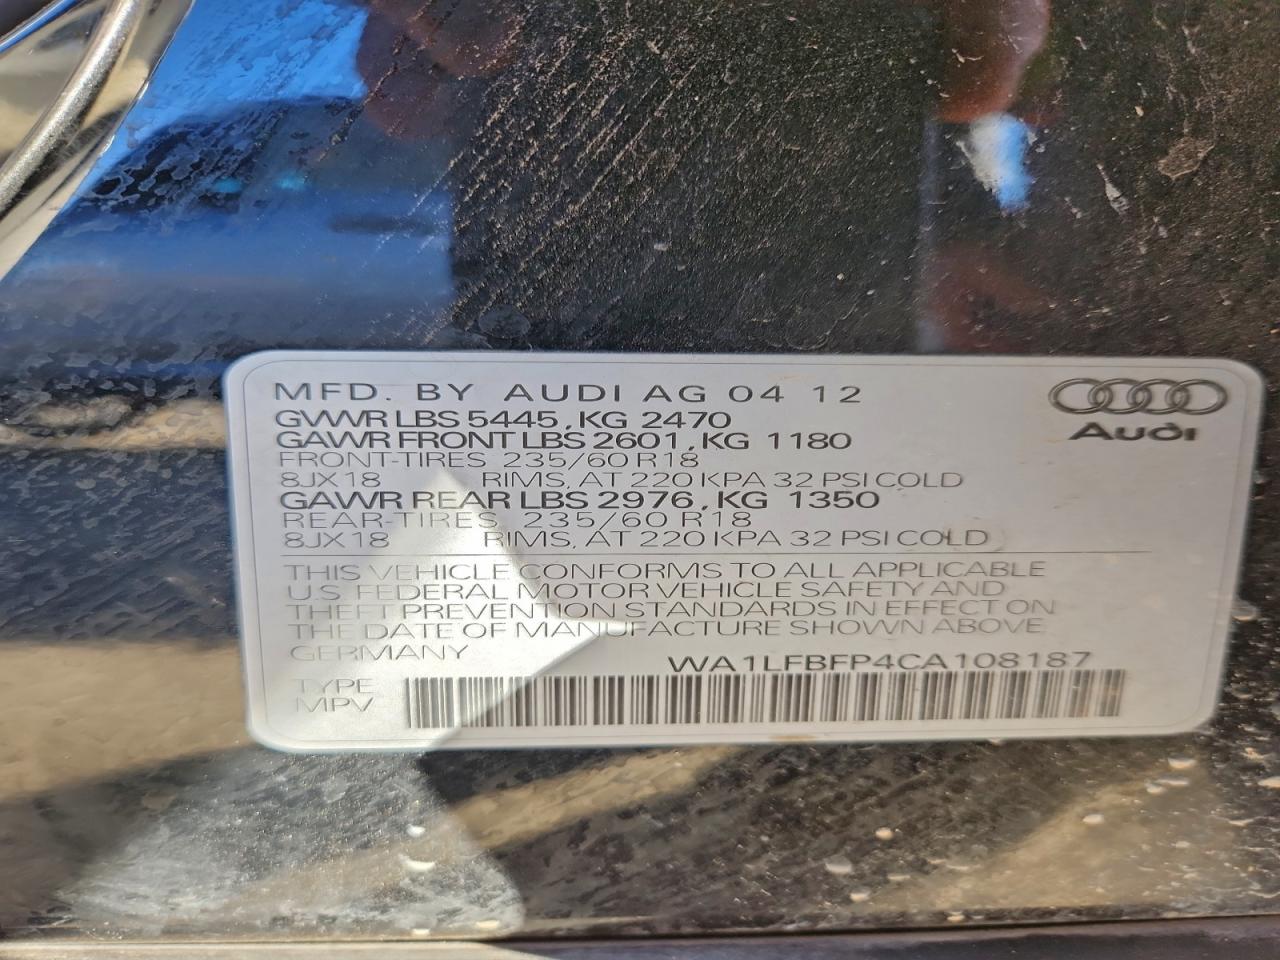 MFD. BY AUDI AG 04 12
Audi
GVWR LBS 5445, KG 2470
GAWR FRONT LBS 2601, KG 1180
FRONT-TIRES 235/60 R18
8JX18 RIMS, AT 220 KPA 32 PSI COLD
GAWR REAR LBS 2976, KG 1350
REAR-TIRES 235/60 R18
8JX18 RIMS, AT 220 KPA 32 PSI COLD
THIS VEHICLE CONFORMS TO ALL APPLICABLE
U.S FEDERAL MOTOR VEHICLE SAFETY AND
THEFT PREVENTION STANDARDS IN EFFECT ON
THE DATE OF MANUFACTURE SHOWN ABOVE
GERMANY WA1LFBFP4CA108187
TYPE
MPV